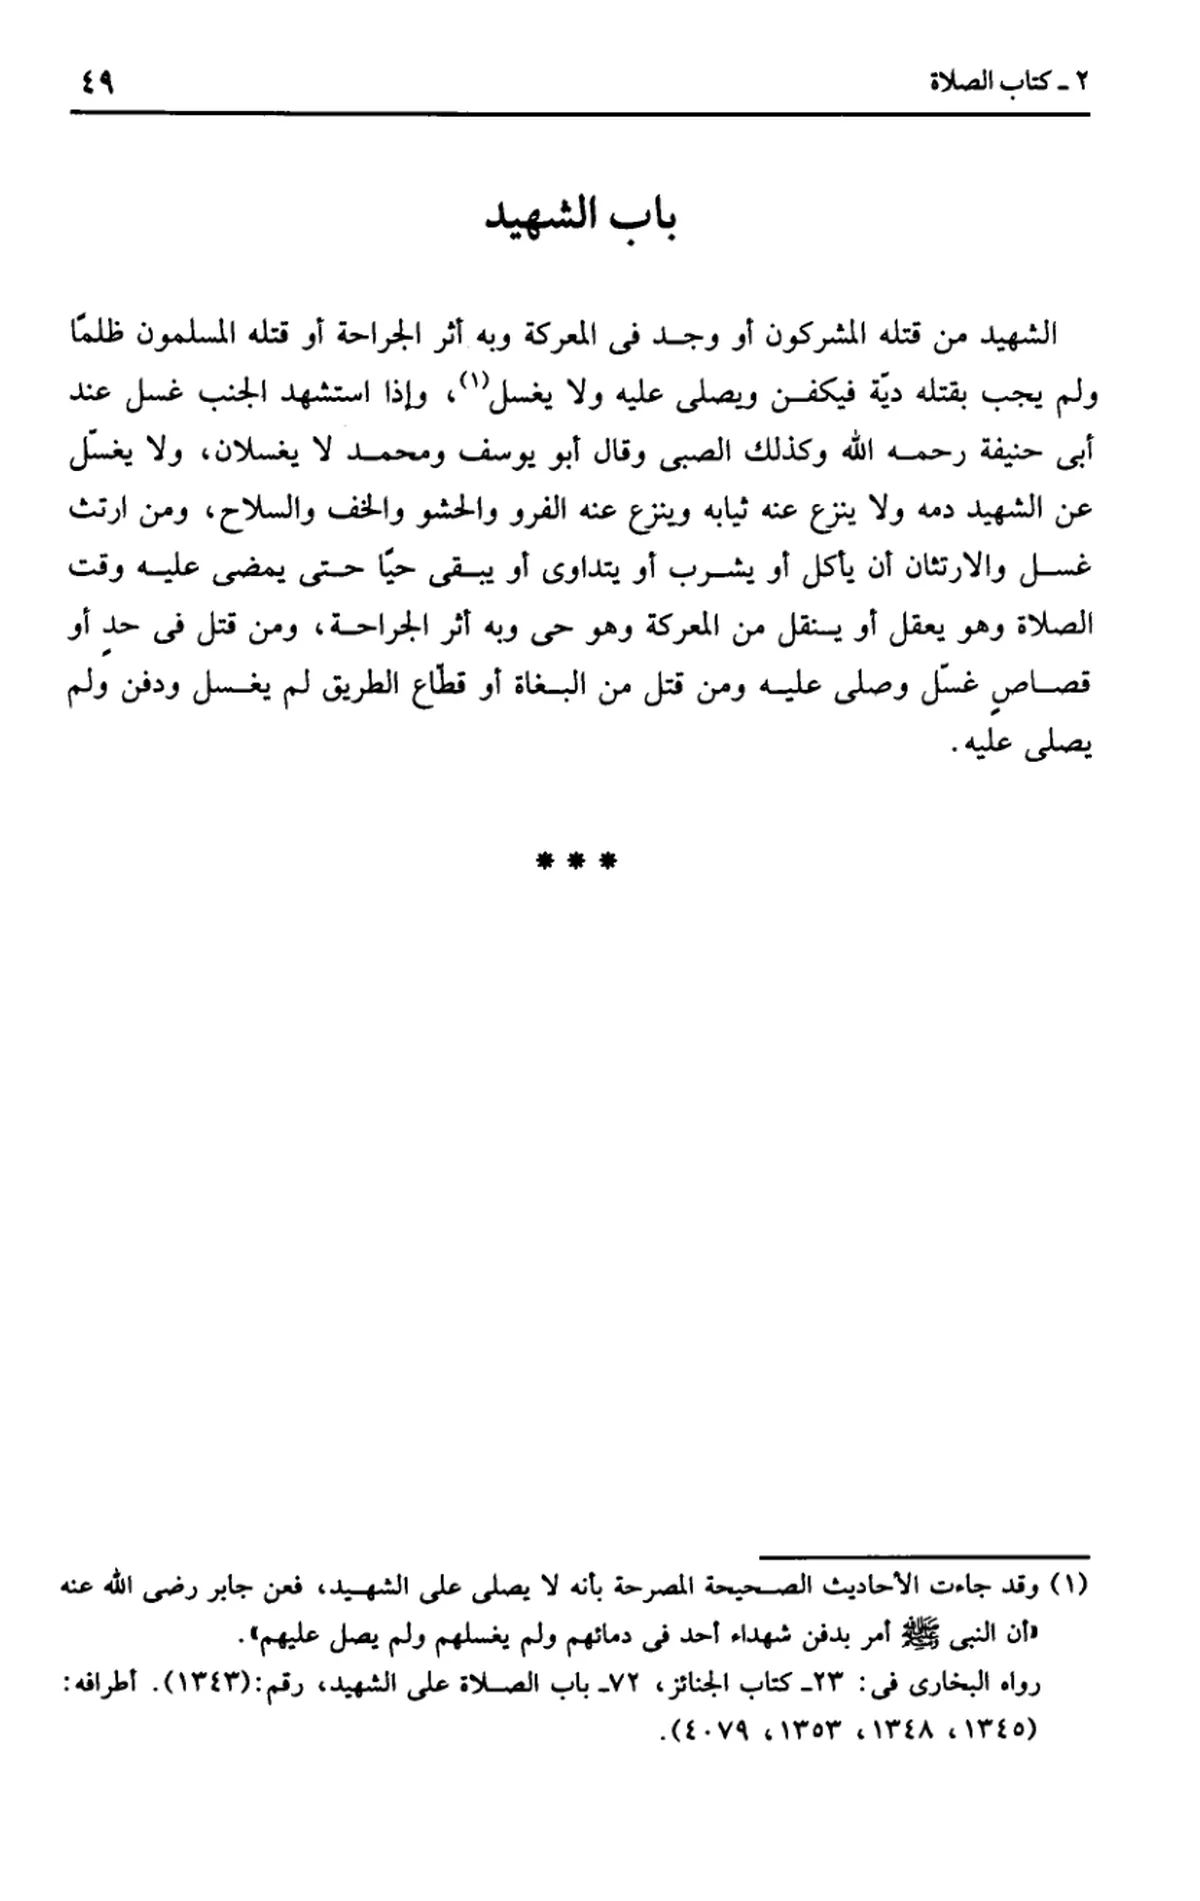 ٢ ـ كتاب الصلاة ٤٩
باب الشهيد
الشهيد من قتله المشركون أو وجد فى المعركة وبه أثر الجراحة أو قتله المسلمون ظلمًا
ولم يجب بقتله ديّة فيكفن ويصلى عليه ولا يغسل(١)، وإذا استشهد الجنب غسل عند
أبى حنيفة رحمه الله وكذلك الصبى وقال أبو يوسف ومحمد لا يغسلان، ولا يغسّل
عن الشهيد دمه ولا ينزع عنه ثيابه وينزع عنه الفرو والحشو والخف والسلاح، ومن ارتث
غسل والارتثان أن يأكل أو يشرب أو يتداوى أو يبقى حيًا حتى يمضى عليه وقت
الصلاة وهو يعقل أو ينقل من المعركة وهو حى وبه أثر الجراحة، ومن قتل فى حدٍ أو
قصاصٍ غسّل وصلى عليه ومن قتل من البغاة أو قطّاع الطريق لم يغسل ودفن ولم
يصلى عليه.
* * *
(١) وقد جاءت الأحاديث الصحيحة المصرحة بأنه لا يصلى على الشهيد، فعن جابر رضى الله عنه
«أن النبى ﷺ أمر بدفن شهداء أحد فى دمائهم ولم يغسلهم ولم يصل عليهم».
رواه البخارى فى: ٢٣ـ كتاب الجنائز، ٧٢ـ باب الصلاة على الشهيد، رقم:(١٣٤٣). أطرافه:
(١٣٤٥، ١٣٤٨، ١٣٥٣، ٤٠٧٩).